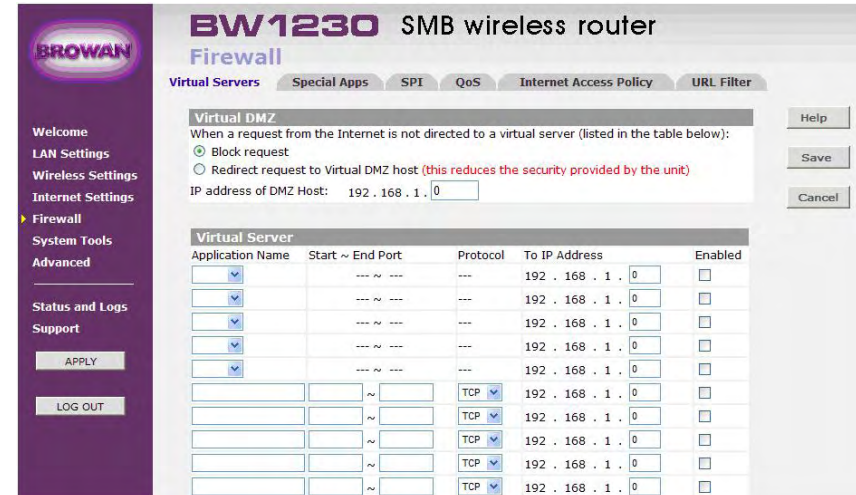 BROWAN
BW1230 SMB wireless router
Firewall
Virtual Servers Special Apps SPI QoS Internet Access Policy URL Filter
Welcome
LAN Settings
Wireless Settings
Internet Settings
Firewall
System Tools
Advanced
Status and Logs
Support
APPLY
LOG OUT
Virtual DMZ
When a request from the Internet is not directed to a virtual server (listed in the table below):
Block request
Redirect request to Virtual DMZ host (this reduces the security provided by the unit)
IP address of DMZ Host: 192 . 168 . 1 . 0
Virtual Server
Application Name Start ~ End Port Protocol To IP Address Enabled
--- ~ --- --- 192 . 168 . 1 . 0
--- ~ --- --- 192 . 168 . 1 . 0
--- ~ --- --- 192 . 168 . 1 . 0
--- ~ --- --- 192 . 168 . 1 . 0
--- ~ --- --- 192 . 168 . 1 . 0
~ TCP 192 . 168 . 1 . 0
~ TCP 192 . 168 . 1 . 0
~ TCP 192 . 168 . 1 . 0
~ TCP 192 . 168 . 1 . 0
~ TCP 192 . 168 . 1 . 0
Help
Save
Cancel